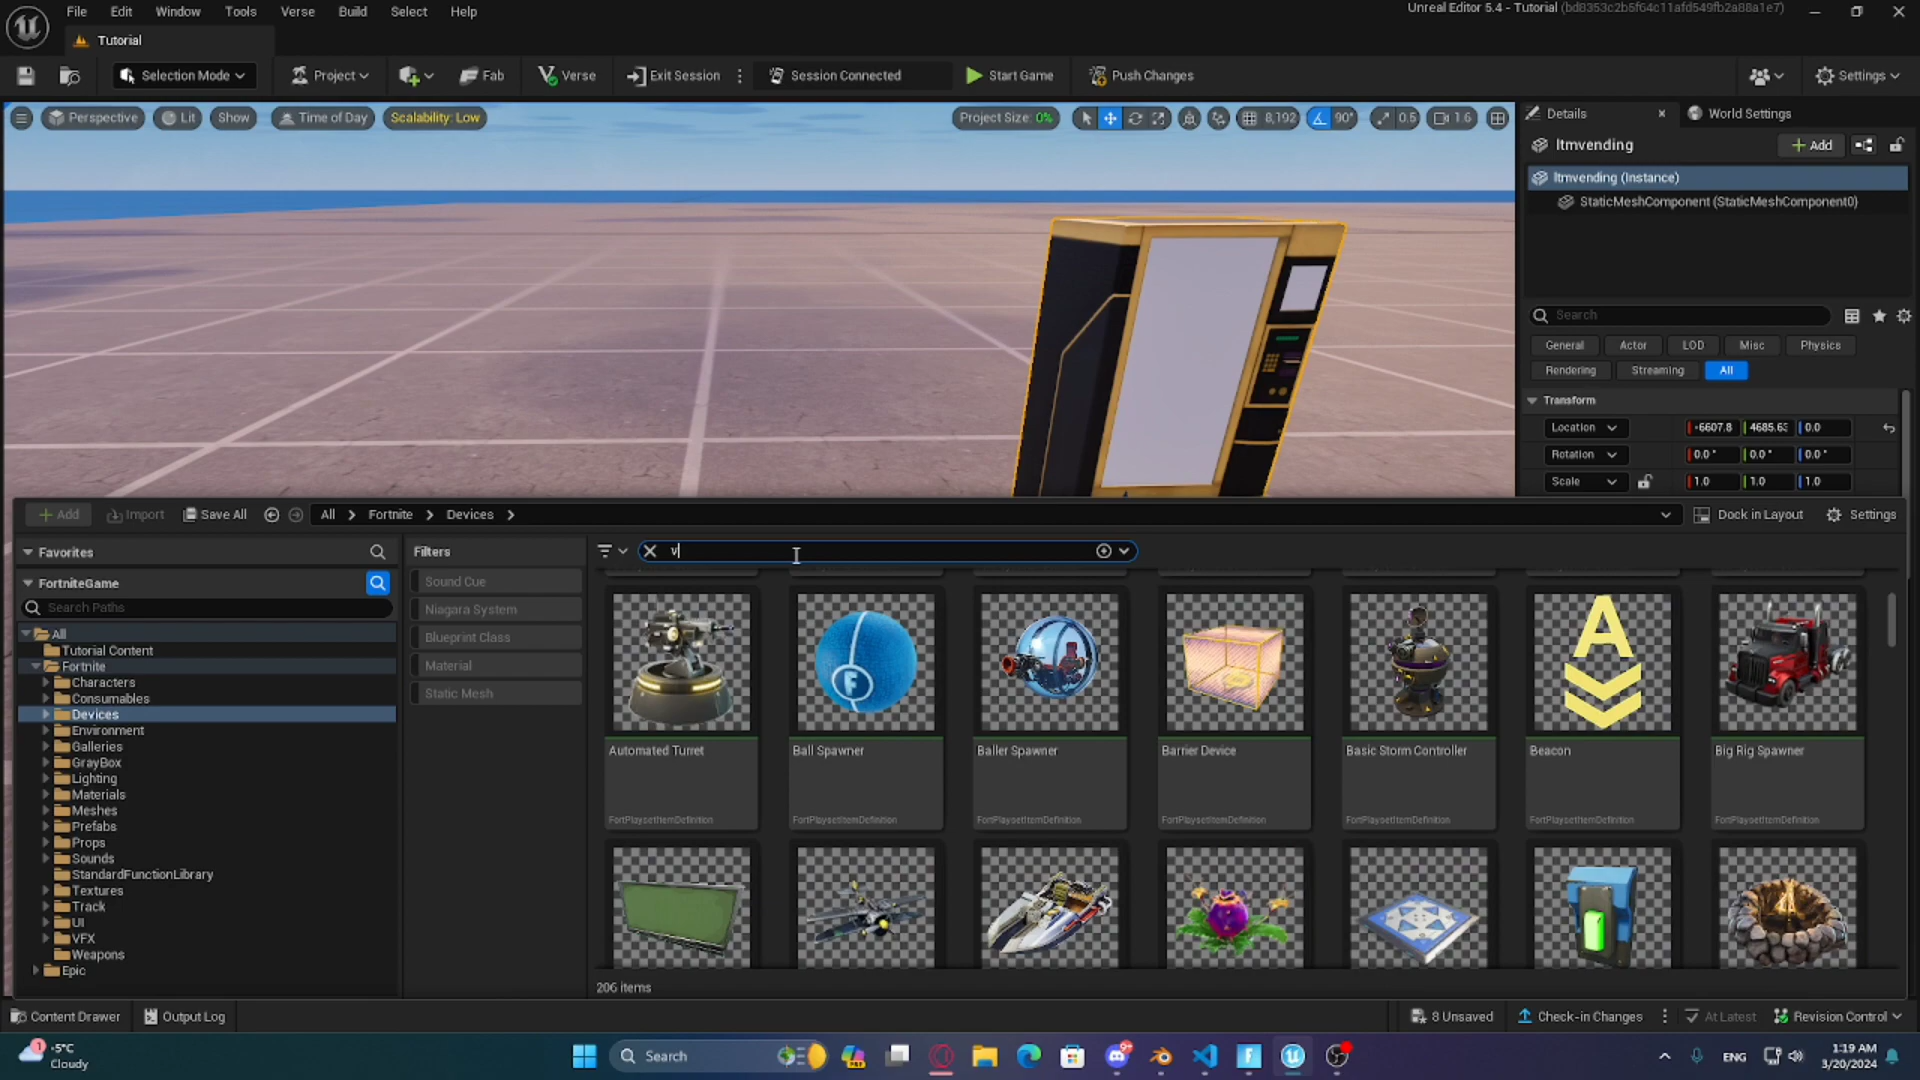 File Edit Window Tools Verse Build Select Help
Unreal Editor 5.4 - Tutorial (bd8353c2b5f64c11afd549fb2a88a1e7)
Tutorial
Selection Mode Project Fab Verse Exit Session Session Connected Start Game Push Changes Settings
Perspective Lit Show Time of Day Scalability: Low Project Size: 0% 8,192 90° 0.5 1.6
Details World Settings
Itmvending Add
Itmvending (Instance)
StaticMeshComponent (StaticMeshComponent0)
Search
General Actor LOD Misc Physics
Rendering Streaming All
Transform
Location -6607.8 4685.63 0.0
Rotation 0.0° 0.0° 0.0°
Scale 1.0 1.0 1.0
Add Import Save All All Fortnite Devices Dock in Layout Settings
Favorites
FortniteGame
Search Paths
All
Tutorial Content
Fortnite
Characters
Consumables
Devices
Environment
Galleries
GrayBox
Lighting
Materials
Meshes
Prefabs
Props
Sounds
StandardFunctionLibrary
Textures
Track
UI
VFX
Weapons
Epic
Filters
Sound Cue
Niagara System
Blueprint Class
Material
Static Mesh
v
F
A
Automated Turret Ball Spawner Baller Spawner Barrier Device Basic Storm Controller Beacon Big Rig Spawner
FortPlaysetItemDefinition FortPlaysetItemDefinition FortPlaysetItemDefinition FortPlaysetItemDefinition FortPlaysetItemDefinition FortPlaysetItemDefinition FortPlaysetItemDefinition
206 items
Content Drawer Output Log 8 Unsaved Check-in Changes At Latest Revision Control
1
-5°C
Cloudy
Search
9+
ENG
1:19 AM
3/20/2024